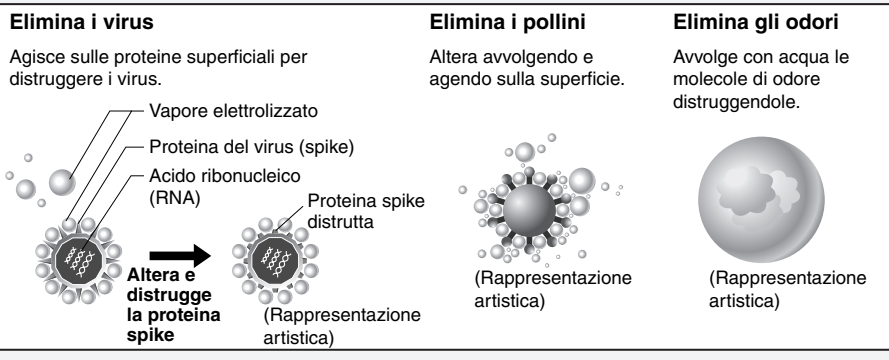 Elimina i virus
Agisce sulle proteine superficiali per
distruggere i virus.
Vapore elettrolizzato
Proteina del virus (spike)
Acido ribonucleico
(RNA)
Proteina spike
distrutta
Altera e
distrugge
la proteina
spike
(Rappresentazione
artistica)
Elimina i pollini
Altera avvolgendo e
agendo sulla superficie.
(Rappresentazione
artistica)
Elimina gli odori
Avvolge con acqua le
molecole di odore
distruggendole.
(Rappresentazione
artistica)